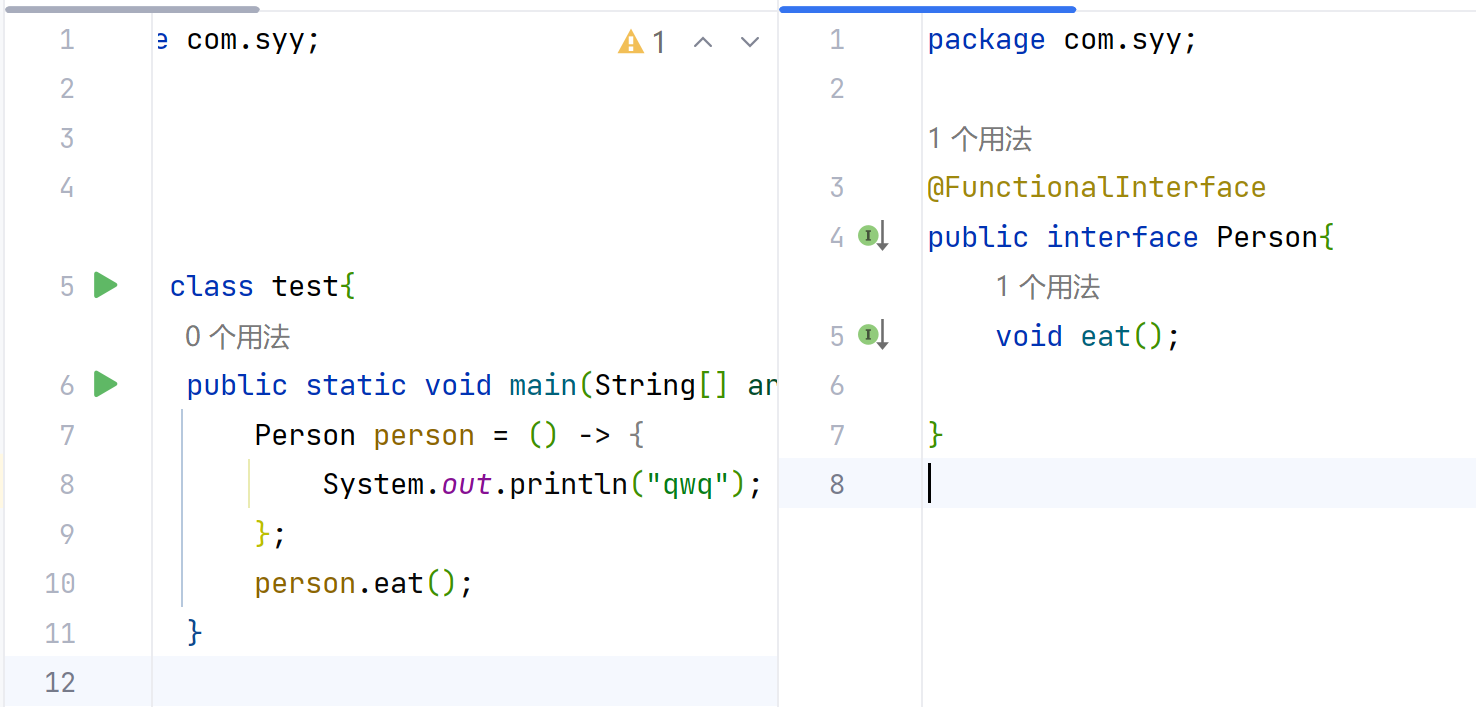 1 e com.syy;
2
3
4
5 class test{
0 个用法
6 public static void main(String[] ar
7 Person person = () -> {
8 System.out.println("qwq");
9 };
10 person.eat();
11 }
12
1
1 package com.syy;
2
1 个用法
3 @FunctionalInterface
4 public interface Person{
1 个用法
5 void eat();
6
7 }
8